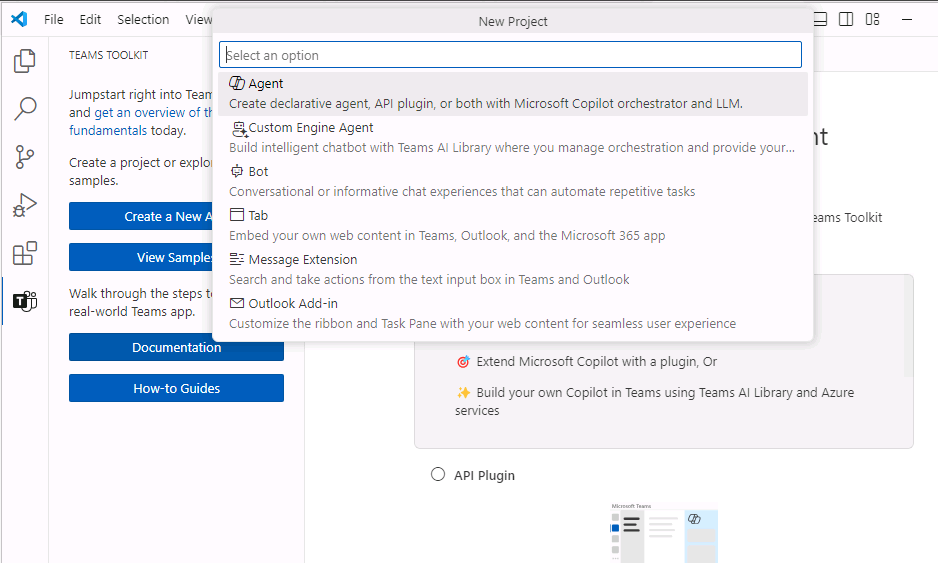 File Edit Selection View
New Project
Select an option
Agent
Create declarative agent, API plugin, or both with Microsoft Copilot orchestrator and LLM.
Custom Engine Agent
Build intelligent chatbot with Teams AI Library where you manage orchestration and provide your...
Bot
Conversational or informative chat experiences that can automate repetitive tasks
Tab
Embed your own web content in Teams, Outlook, and the Microsoft 365 app
Message Extension
Search and take actions from the text input box in Teams and Outlook
Outlook Add-in
Customize the ribbon and Task Pane with your web content for seamless user experience
TEAMS TOOLKIT
Jumpstart right into Team
and get an overview of th
fundamentals today.
Create a project or explor
samples.
Create a New A
View Samples
Walk through the steps to
real-world Teams app.
Documentation
How-to Guides
nt
eams Toolkit
🎯 Extend Microsoft Copilot with a plugin, Or
✨ Build your own Copilot in Teams using Teams AI Library and Azure
services
API Plugin
Microsoft Teams